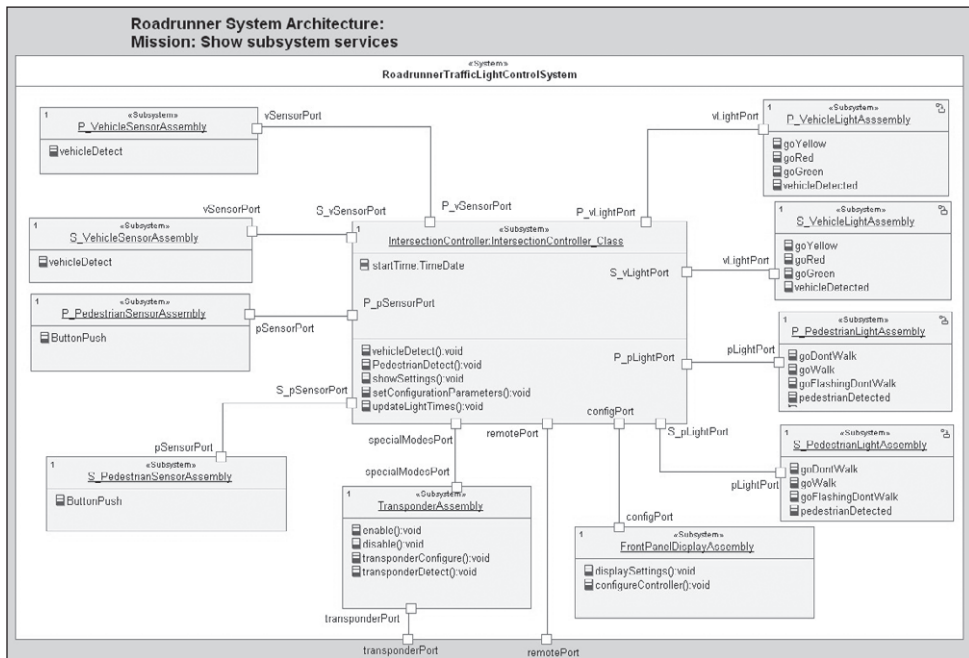 Roadrunner System Architecture:
Mission: Show subsystem services
«System»
RoadrunnerTrafficLightControlSystem
1
«Subsystem»
P_VehicleSensorAssembly
vehicleDetect
vSensorPort
P_vSensorPort
1
«Subsystem»
P_VehicleLightAsssembly
goYellow
goRed
goGreen
vehicleDetected
vLightPort
P_vLightPort
1
«Subsystem»
S_VehicleSensorAssembly
vehicleDetect
vSensorPort
S_vSensorPort
1
«Subsystem»
IntersectionController:IntersectionController_Class
startTime:TimeDate
vehicleDetect():void
PedestrianDetect():void
showSettings():void
setConfigurationParameters():void
updateLightTimes():void
1
«Subsystem»
S_VehicleLightAssembly
goYellow
goRed
goGreen
vehicleDetected
vLightPort
S_vLightPort
1
«Subsystem»
P_PedestrianSensorAssembly
ButtonPush
pSensorPort
P_pSensorPort
1
«Subsystem»
P_PedestrianLightAssembly
goDontWalk
goWalk
goFlashingDontWalk
pedestrianDetected
pLightPort
P_pLightPort
S_pSensorPort
pSensorPort
1
«Subsystem»
S_PedestrianSensorAssembly
ButtonPush
configPort
S_pLightPort
pLightPort
1
«Subsystem»
S_PedestrianLightAssembly
goDontWalk
goWalk
goFlashingDontWalk
pedestrianDetected
specialModesPort
remotePort
specialModesPort
1
«Subsystem»
TransponderAssembly
enable():void
disable():void
transponderConfigure():void
transponderDetect():void
configPort
1
«Subsystem»
FrontPanelDisplayAssembly
displaySettings():void
configureController():void
transponderPort
transponderPort
remotePort